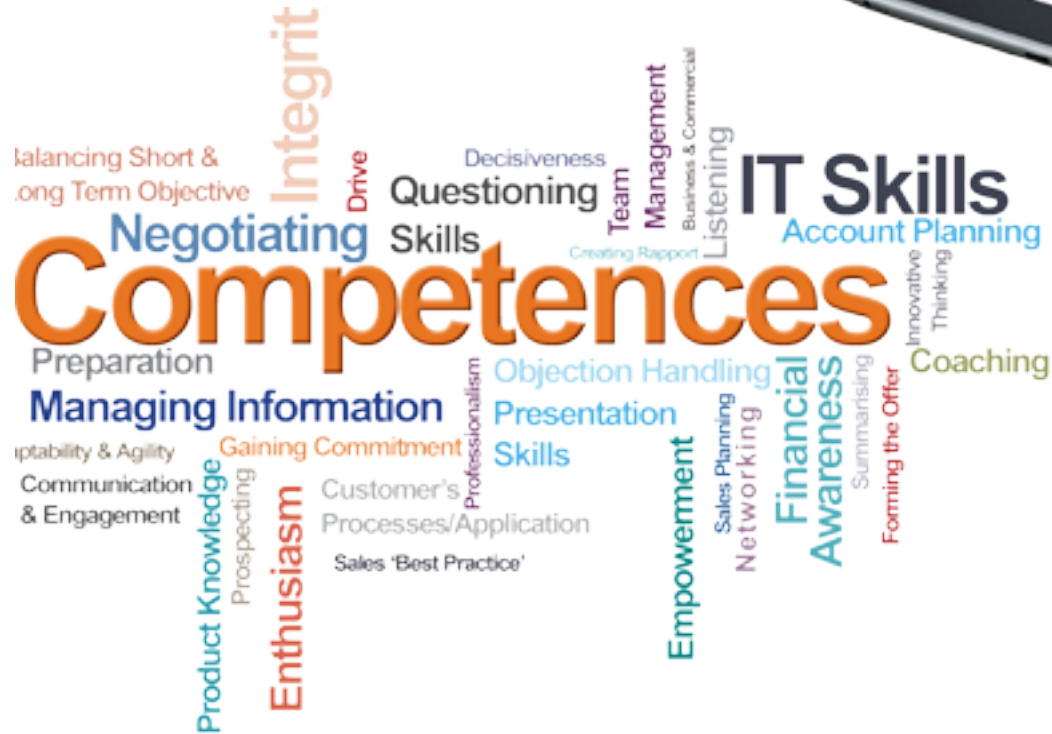 Integrit
Balancing Short &
Long Term Objective
Drive
Decisiveness
Questioning
Skills
Team
Management
Business & Commercial
Listening
IT Skills
Negotiating
Creating Rapport
Account Planning
Competences
Innovative
Thinking
Preparation
Objection Handling
Coaching
Managing Information
Professionalism
Presentation
Skills
Financial
Awareness
Summarising
Forming the Offer
ptability & Agility
Gaining Commitment
Sales Planning
Networking
Communication
& Engagement
Product Knowledge
Prospecting
Enthusiasm
Customer's
Processes/Application
Empowerment
Sales 'Best Practice'